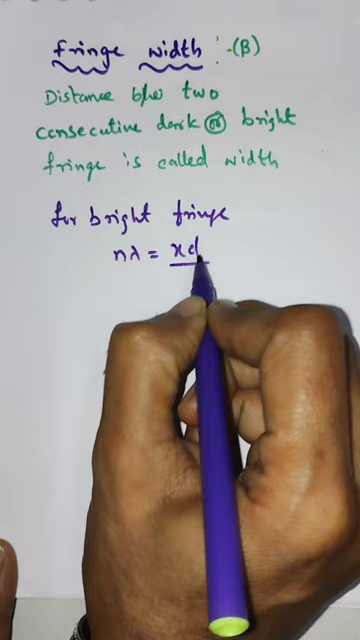 fringe width :- (β)
Distance b/w two
consecutive dark or bright
fringe is called width
for bright fringe
nλ = xd